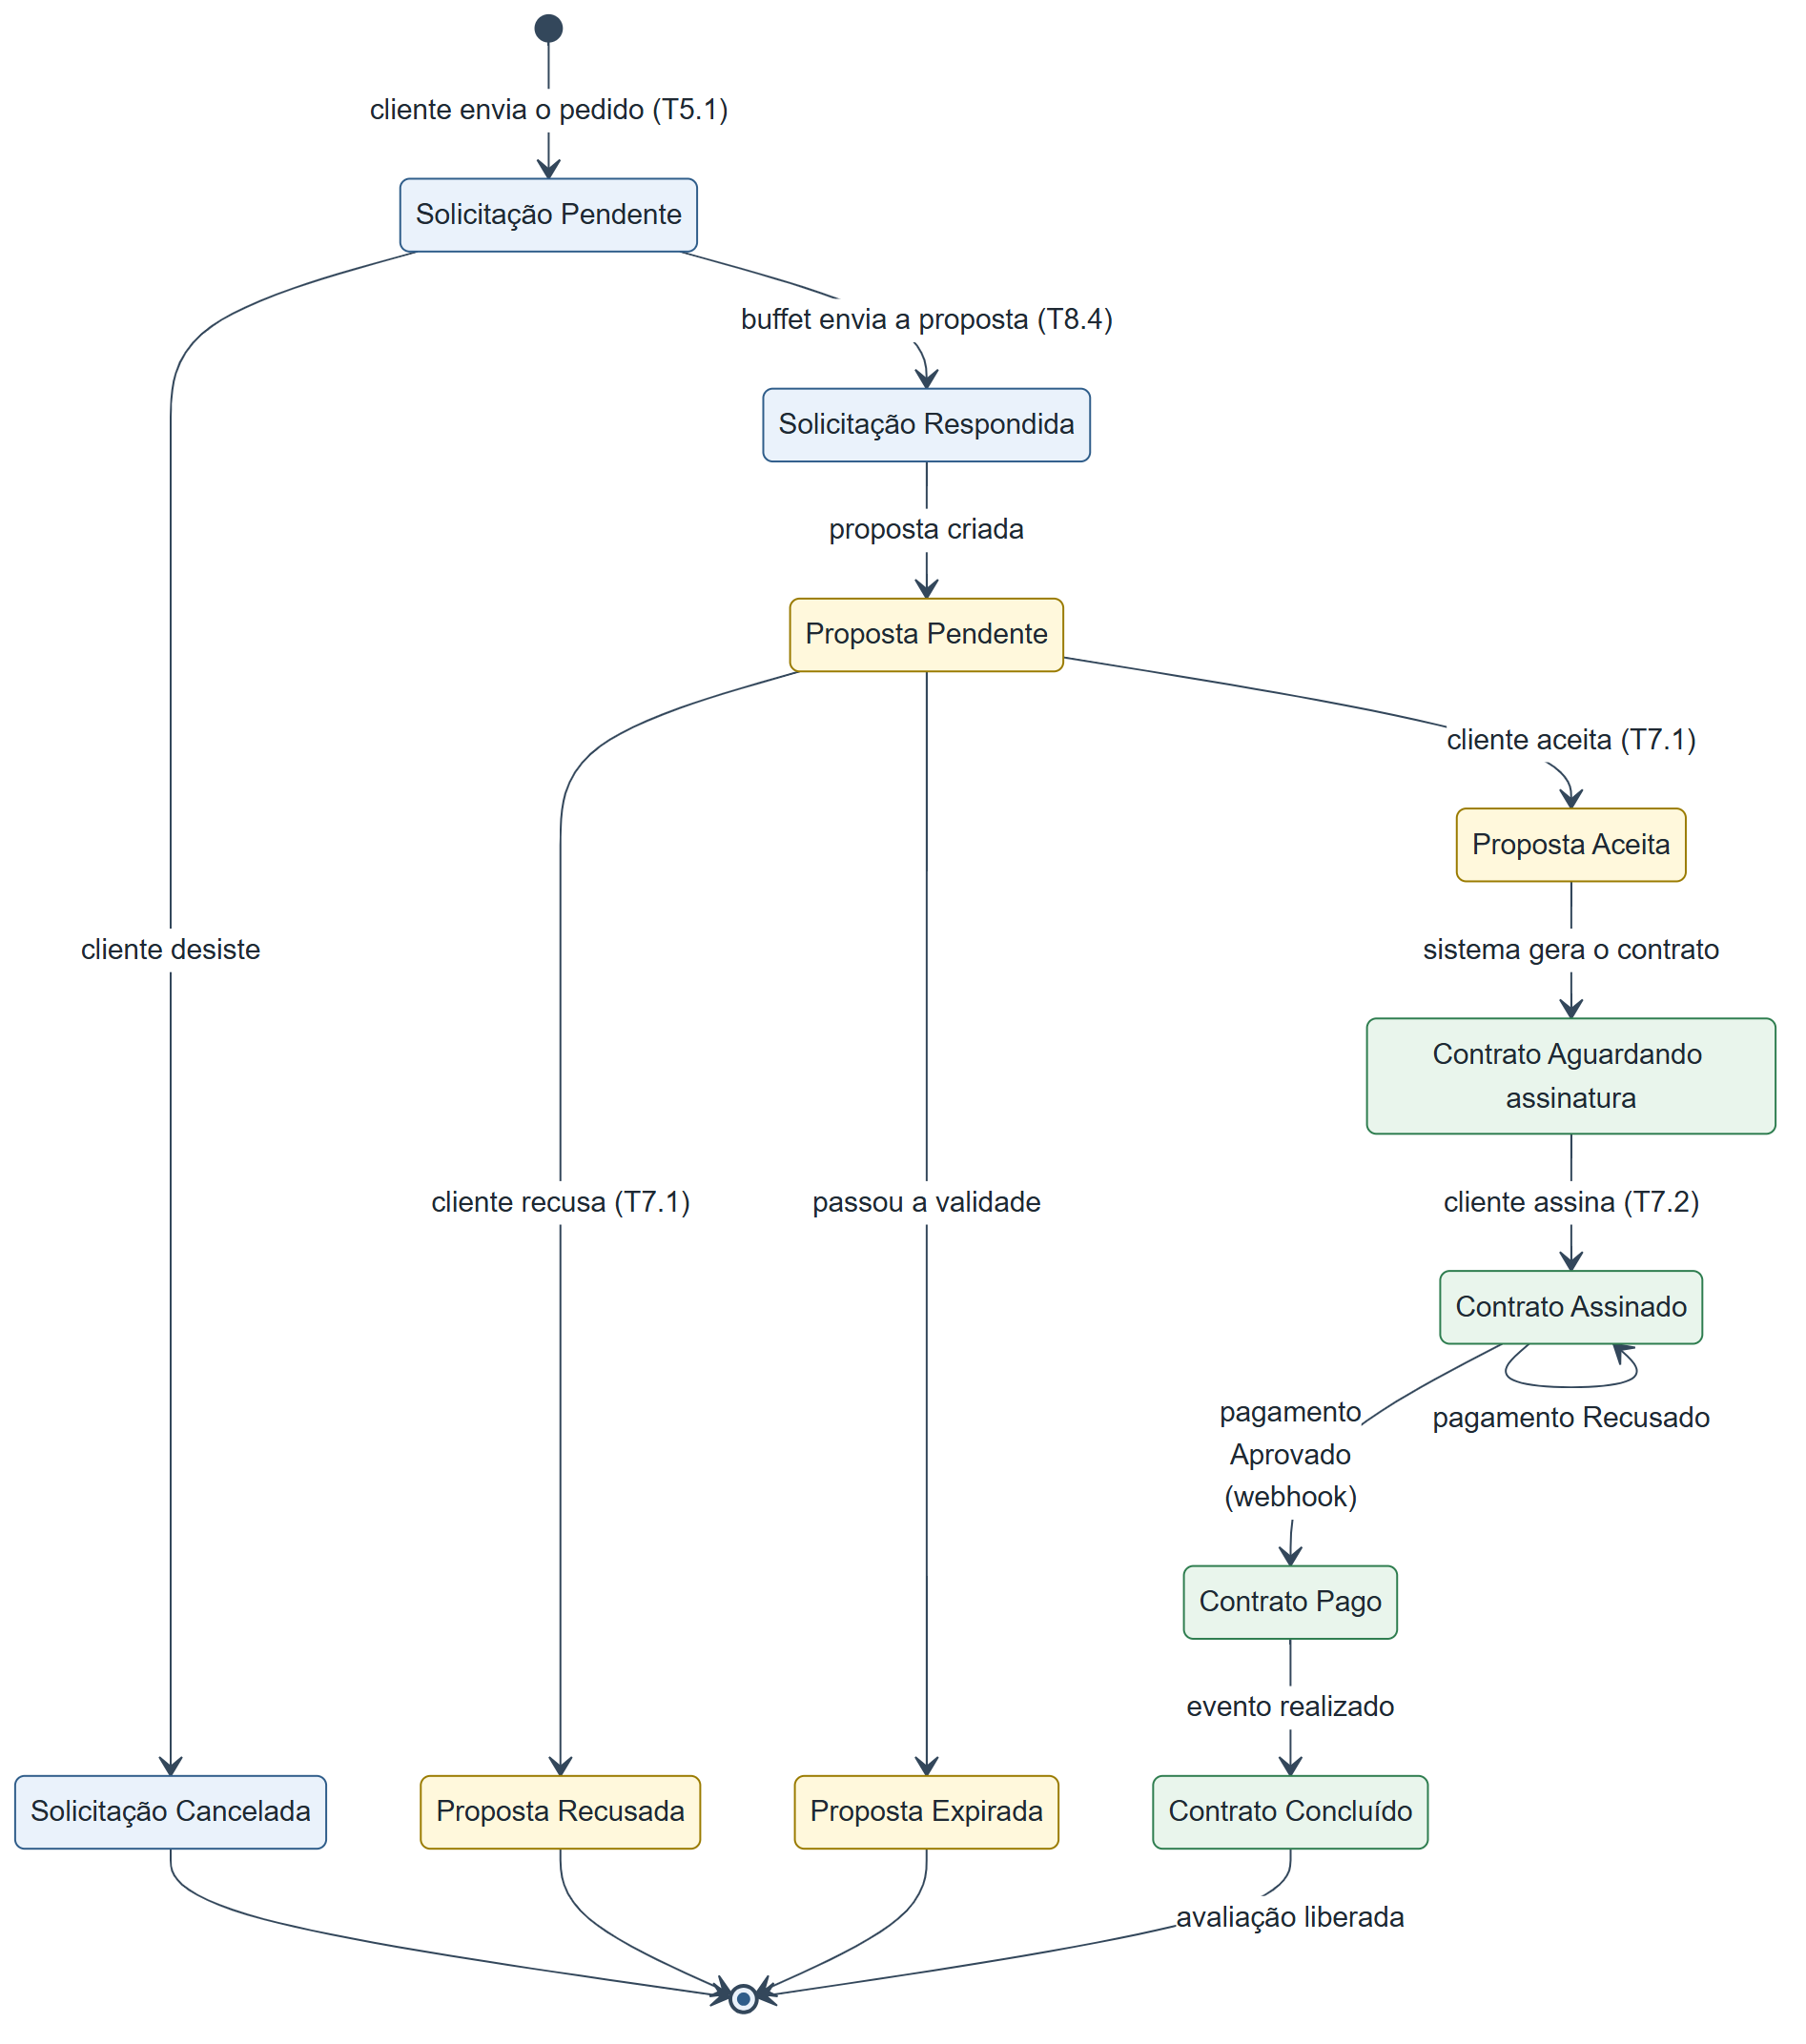 cliente envia o pedido (T5.1)
Solicitação Pendente
buffet envia a proposta (T8.4)
Solicitação Respondida
proposta criada
Proposta Pendente
cliente aceita (T7.1)
Proposta Aceita
cliente desiste
sistema gera o contrato
Contrato Aguardando
assinatura
cliente recusa (T7.1)
passou a validade
cliente assina (T7.2)
Contrato Assinado
pagamento
Aprovado
(webhook)
pagamento Recusado
Contrato Pago
evento realizado
Solicitação Cancelada
Proposta Recusada
Proposta Expirada
Contrato Concluído
avaliação liberada